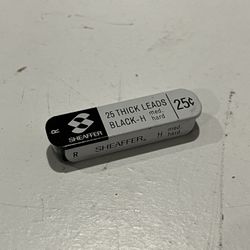 R
SHEAFFER
25 THICK LEADS
BLACK-H med. hard
25¢
R SHEAFFER® H med. hard